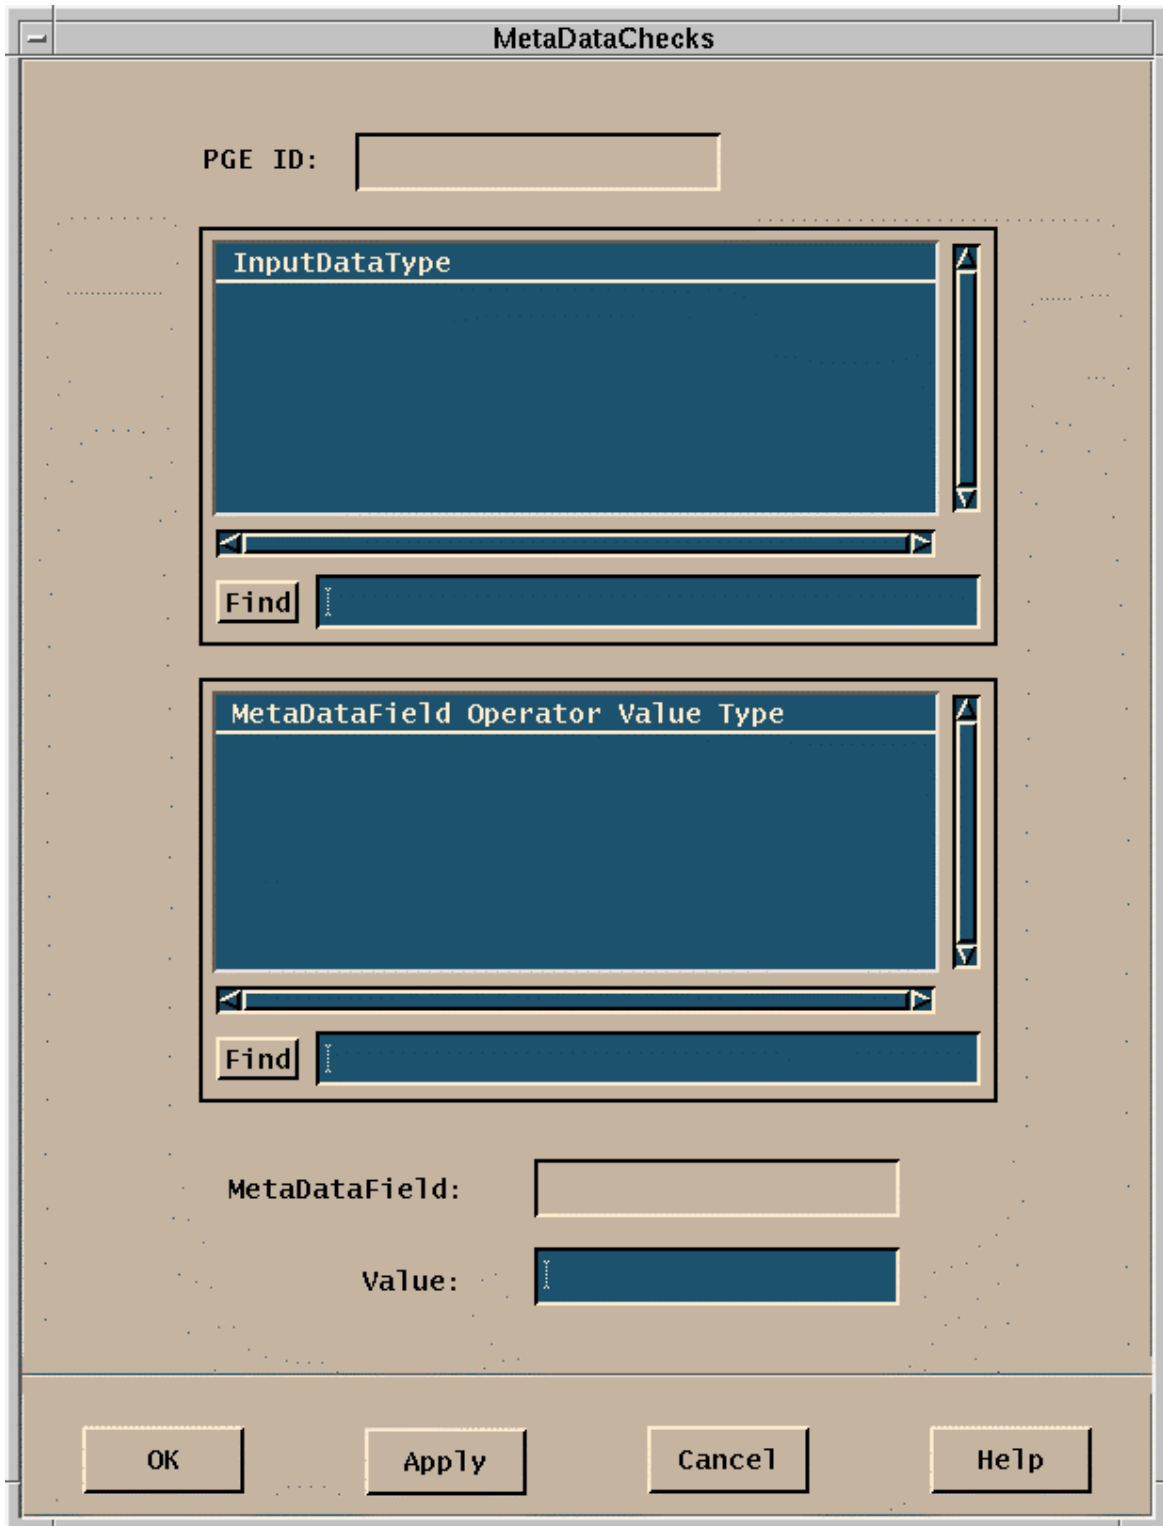 MetaDataChecks
PGE ID:
InputDataType
Find
MetaDataField Operator Value Type
Find
MetaDataField:
Value:
OK Apply Cancel Help